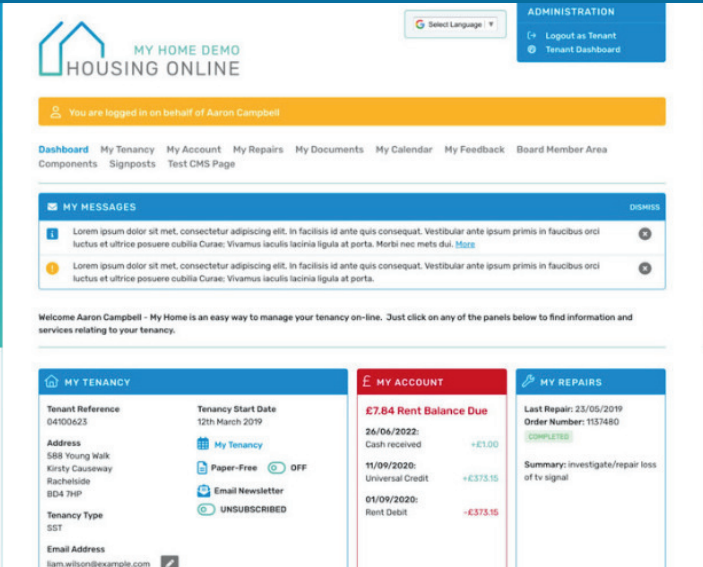 MY HOME DEMO
HOUSING ONLINE
Select Language
ADMINISTRATION
Logout as Tenant
Tenant Dashboard
You are logged in on behalf of Aaron Campbell
Dashboard My Tenancy My Account My Repairs My Documents My Calendar My Feedback Board Member Area
Components Signposts Test CMS Page
MY MESSAGES DISMISS
Lorem ipsum dolor sit met, consectetur adipiscing elit. In facilisis id ante quis consequat. Vestibular ante ipsum primis in faucibus orci
luctus et ultrice posuere cubilia Curae; Vivamus iaculis lacinia ligula at porta. Morbi nec mets dui. More
Lorem ipsum dolor sit met, consectetur adipiscing elit. In facilisis id ante quis consequat. Vestibular ante ipsum primis in faucibus orci
luctus et ultrice posuere cubilia Curae; Vivamus iaculis lacinia ligula at porta.
Welcome Aaron Campbell - My Home is an easy way to manage your tenancy on-line. Just click on any of the panels below to find information and
services relating to your tenancy.
MY TENANCY
Tenant Reference
04100623
Address
588 Young Walk
Kirsty Causeway
Rachelside
BD4 7HP
Tenancy Type
SST
Email Address
liam.wilson@example.com
Tenancy Start Date
12th March 2019
My Tenancy
Paper-Free OFF
Email Newsletter
UNSUBSCRIBED
£ MY ACCOUNT
£7.84 Rent Balance Due
26/06/2022:
Cash received +£1.00
11/09/2020:
Universal Credit +£373.15
01/09/2020:
Rent Debit -£373.15
MY REPAIRS
Last Repair: 23/05/2019
Order Number: 1137480
COMPLETED
Summary: investigate/repair loss
of tv signal